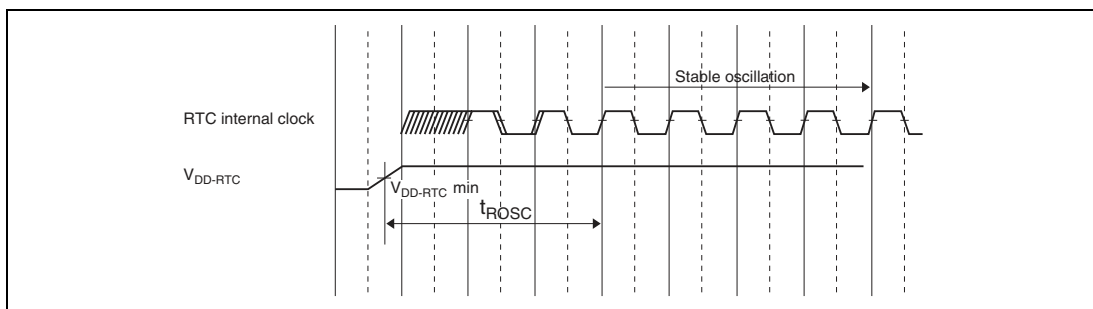 Stable oscillation
RTC internal clock
VDD-RTC
VDD-RTC min
tROSC